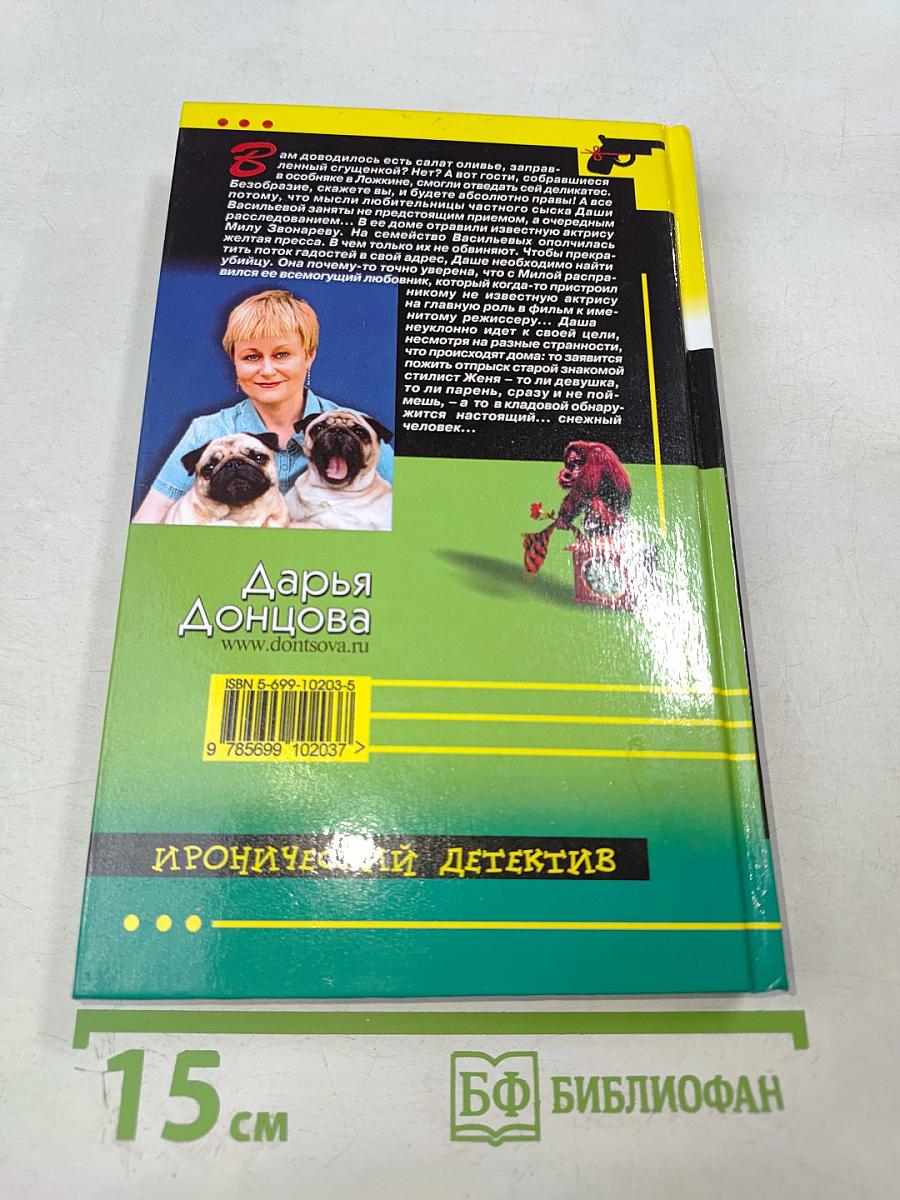 Вам доводилось есть салат оливье, заправ-
ленный сгущенкой? Нет? А вот гости, собравшиеся
в особняке в Ложкине, смогли отведать сей деликатес.
Безобразие, скажете вы, и будете абсолютно правы! А все
потому, что мысли любительницы частного сыска Даши
Васильевой заняты не предстоящим приемом, а очередным
расследованием... В ее доме отравили известную актрису
Милу Звонареву. На семейство Васильевых ополчилась
желтая пресса. В чем только их не обвиняют. Чтобы прекра-
тить поток гадостей в свой адрес, Даше необходимо найти
убийцу. Она почему-то точно уверена, что с Милой распра-
вился ее всемогущий любовник, который когда-то пристроил
никому не известную актрису
на главную роль в фильм к име-
нитому режиссеру... Даша
неуклонно идет к своей цели,
несмотря на разные странности,
что происходят дома: то заявится
пожить отпрыск старой знакомой
стилист Женя – то ли девушка,
то ли парень, сразу и не пой-
мешь, – а то в кладовой обнару-
жится настоящий... снежный
человек...
Дарья
Донцова
www.dontsova.ru
ISBN 5-699-10203-5
9 785699 102037 >
ИРОНИЧЕСКИЙ ДЕТЕКТИВ
15 см
БФ БИБЛИОФАН